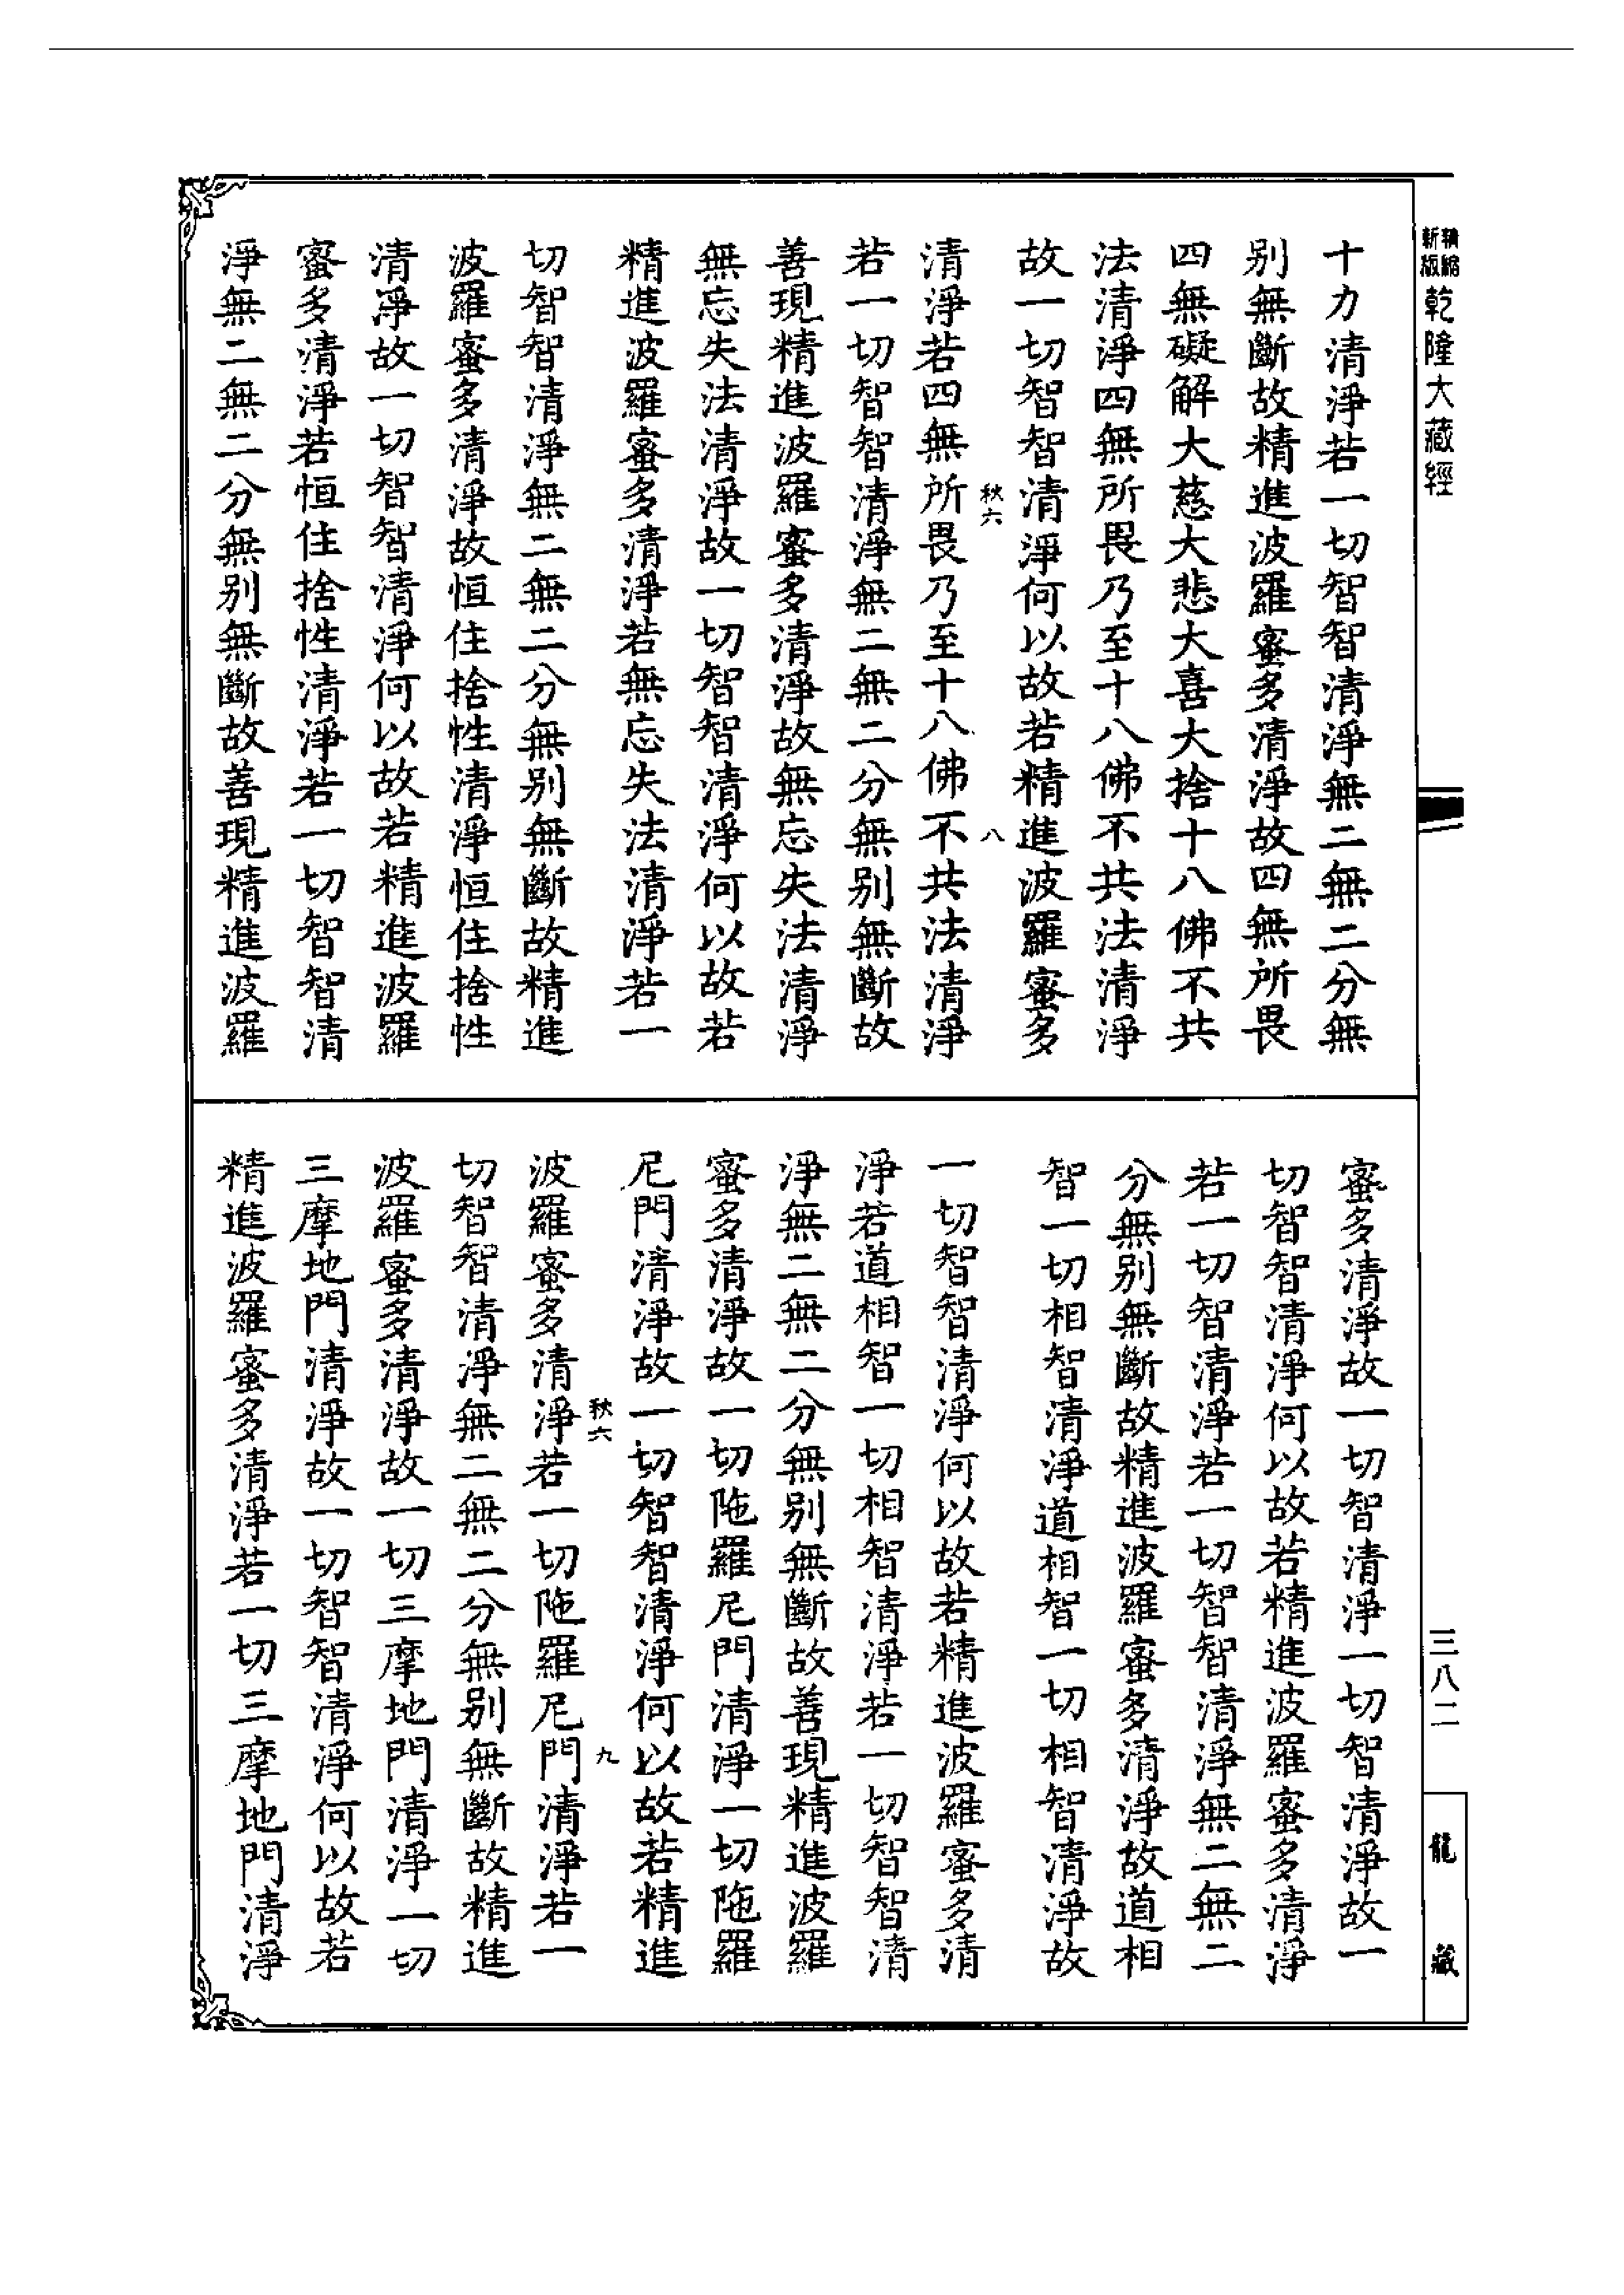 精縮新版乾隆大藏經
十力清淨若一切智智清淨無二無二分無
別無斷故精進波羅蜜多清淨故四無所畏
四無礙解大慈大悲大喜大捨十八佛不共
法清淨四無所畏乃至十八佛不共法清淨
故一切智智清淨何以故若精進波羅蜜多
秋六 八
清淨若四無所畏乃至十八佛不共法清淨
若一切智智清淨無二無二分無別無斷故
善現精進波羅蜜多清淨故無忘失法清淨
無忘失法清淨故一切智智清淨何以故若
精進波羅蜜多清淨若無忘失法清淨若一
切智智清淨無二無二分無別無斷故精進
波羅蜜多清淨故恒住捨性清淨恒住捨性
清淨故一切智智清淨何以故若精進波羅
蜜多清淨若恒住捨性清淨若一切智智清
淨無二無二分無別無斷故善現精進波羅
蜜多清淨故一切智清淨一切智清淨故一
切智智清淨何以故若精進波羅蜜多清淨
若一切智清淨若一切智智清淨無二無二
分無別無斷故精進波羅蜜多清淨故道相
智一切相智清淨道相智一切相智清淨故
一切智智清淨何以故若精進波羅蜜多清
淨若道相智一切相智清淨若一切智智清
淨無二無二分無別無斷故善現精進波羅
蜜多清淨故一切陁羅尼門清淨一切陁羅
尼門清淨故一切智智清淨何以故若精進
秋六 九
波羅蜜多清淨若一切陁羅尼門清淨若一
切智智清淨無二無二分無別無斷故精進
波羅蜜多清淨故一切三摩地門清淨一切
三摩地門清淨故一切智智清淨何以故若
精進波羅蜜多清淨若一切三摩地門清淨
三八二
龍藏